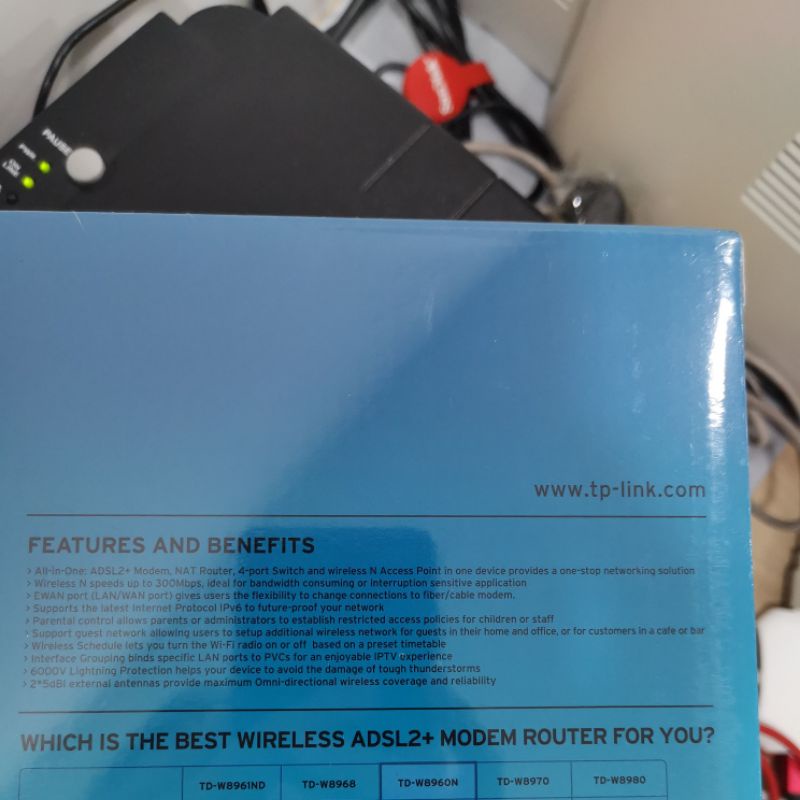 PAUSE
PWR
ON
LINE
www.tp-link.com
FEATURES AND BENEFITS
> All-in-One: ADSL2+ Modem, NAT Router, 4-port Switch and wireless N Access Point in one device provides a one-stop networking solution
> Wireless N speeds up to 300Mbps, ideal for bandwidth consuming or interruption sensitive application
> EWAN port (LAN/WAN port) gives users the flexibility to change connections to fiber/cable modem.
> Supports the latest Internet Protocol IPv6 to future-proof your network
> Parental control allows parents or administrators to establish restricted access policies for children or staff
> Support guest network allowing users to setup additional wireless network for guests in their home and office, or for customers in a cafe or bar
> Wireless Schedule lets you turn the Wi-Fi radio on or off based on a preset timetable
> Interface Grouping binds specific LAN ports to PVCs for an enjoyable IPTV experience
> 6000V Lightning Protection helps your device to avoid the damage of tough thunderstorms
> 2*5dBi external antennas provide maximum Omni-directional wireless coverage and reliability
WHICH IS THE BEST WIRELESS ADSL2+ MODEM ROUTER FOR YOU?
TD-W8961ND TD-W8968 TD-W8960N TD-W8970 TD-W8980